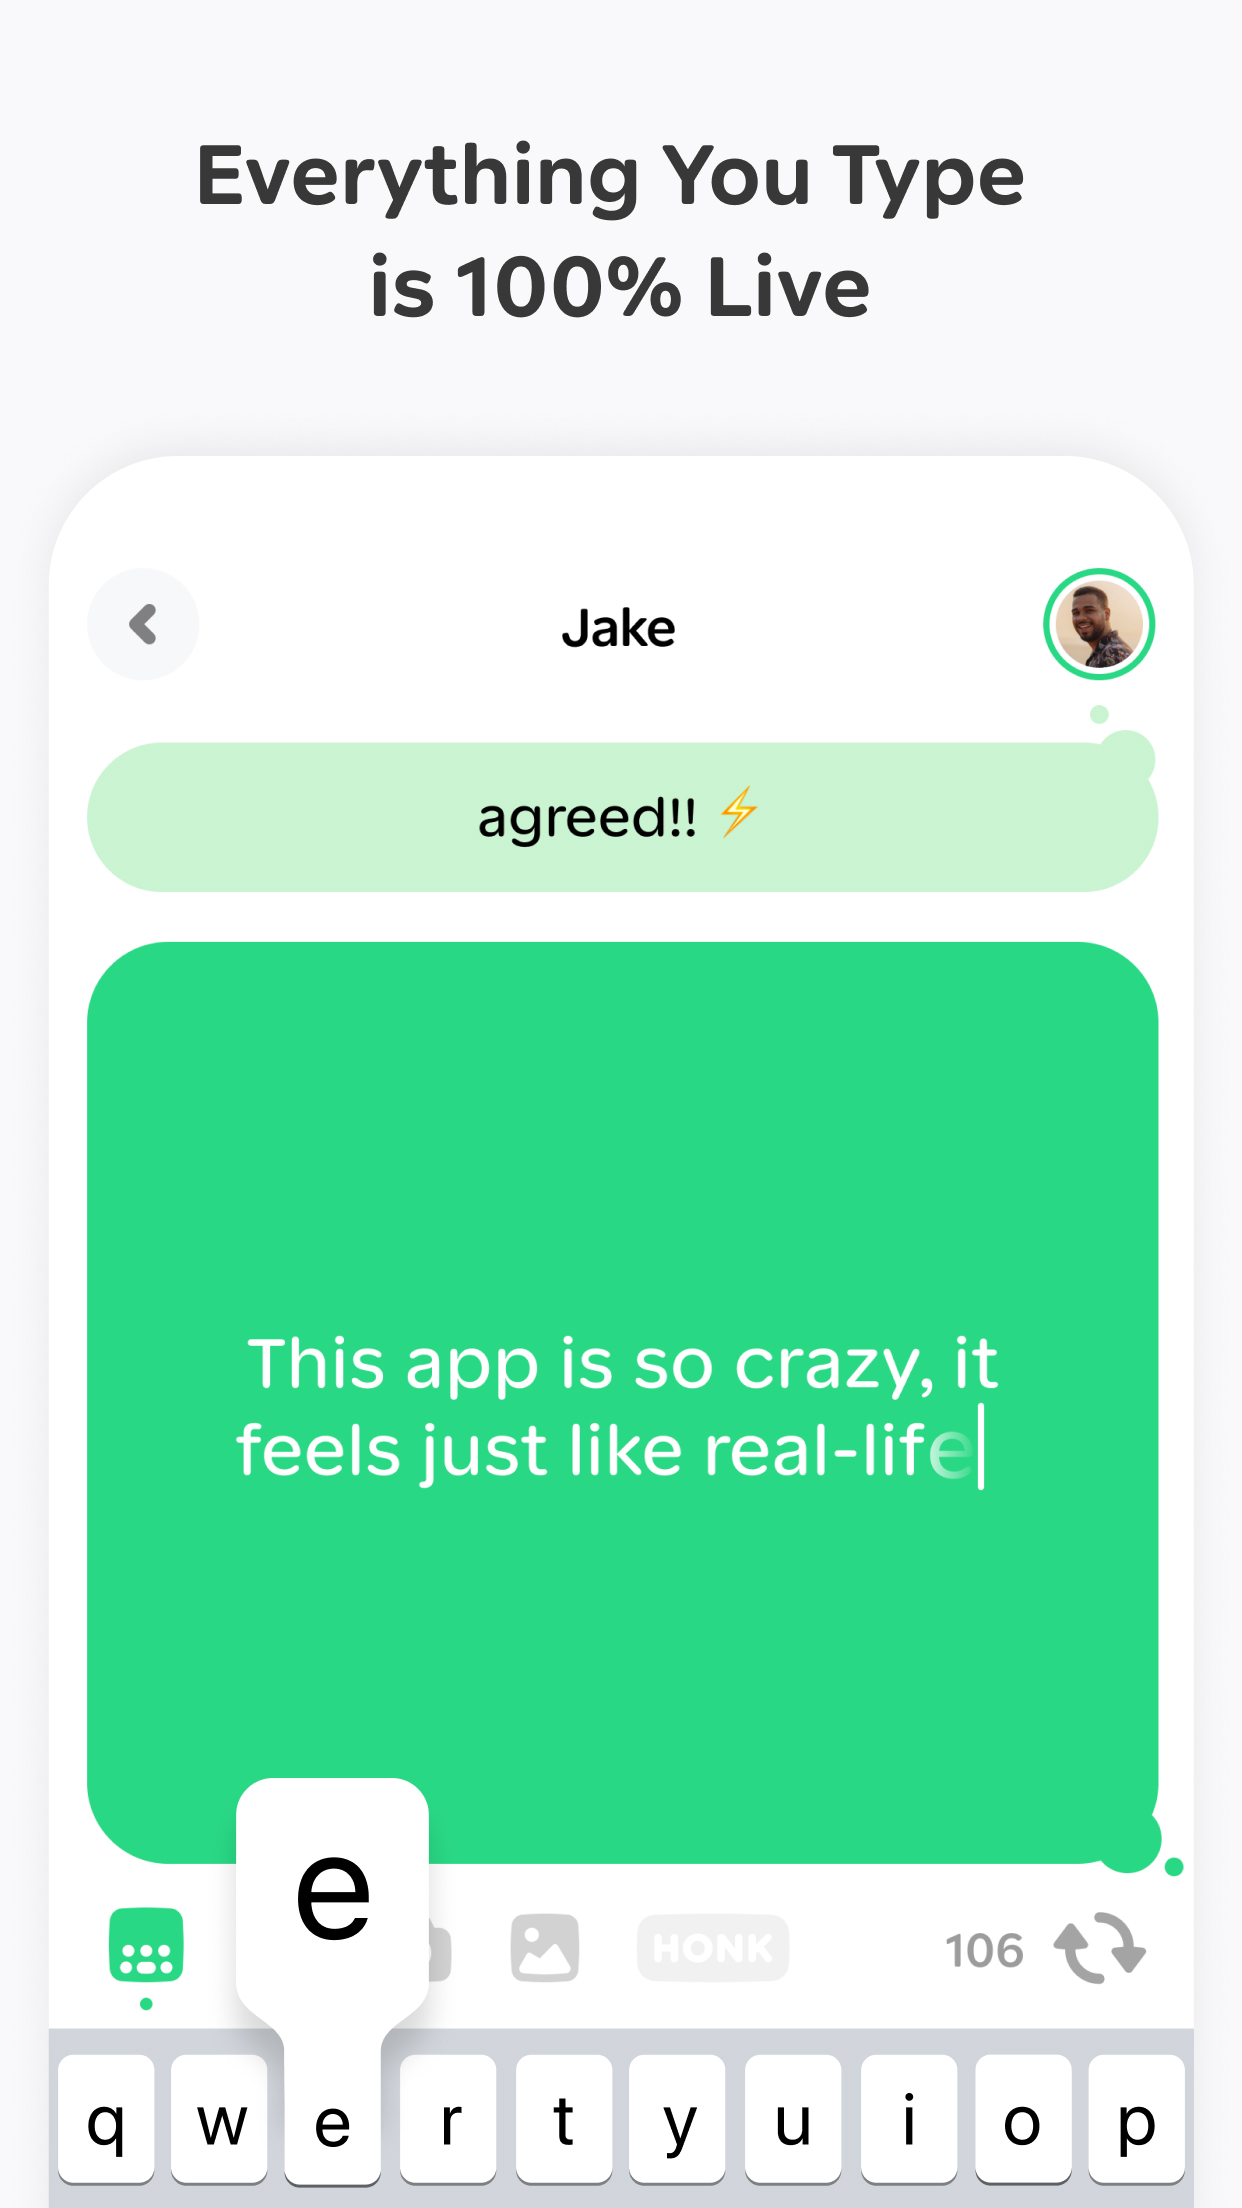 Everything You Type
is 100% Live
Jake
agreed!! ⚡
This app is so crazy, it
feels just like real-life
e
HONK
106
q w e r t y u i o p